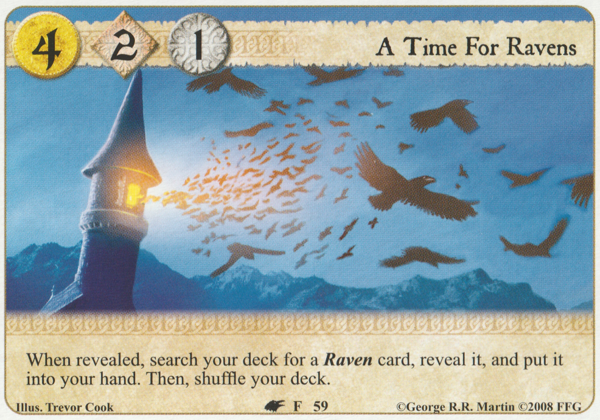 4 2 1 A Time For Ravens
When revealed, search your deck for a Raven card, reveal it, and put it
into your hand. Then, shuffle your deck.
Illus. Trevor Cook F 59 ©George R.R. Martin ©2008 FFG